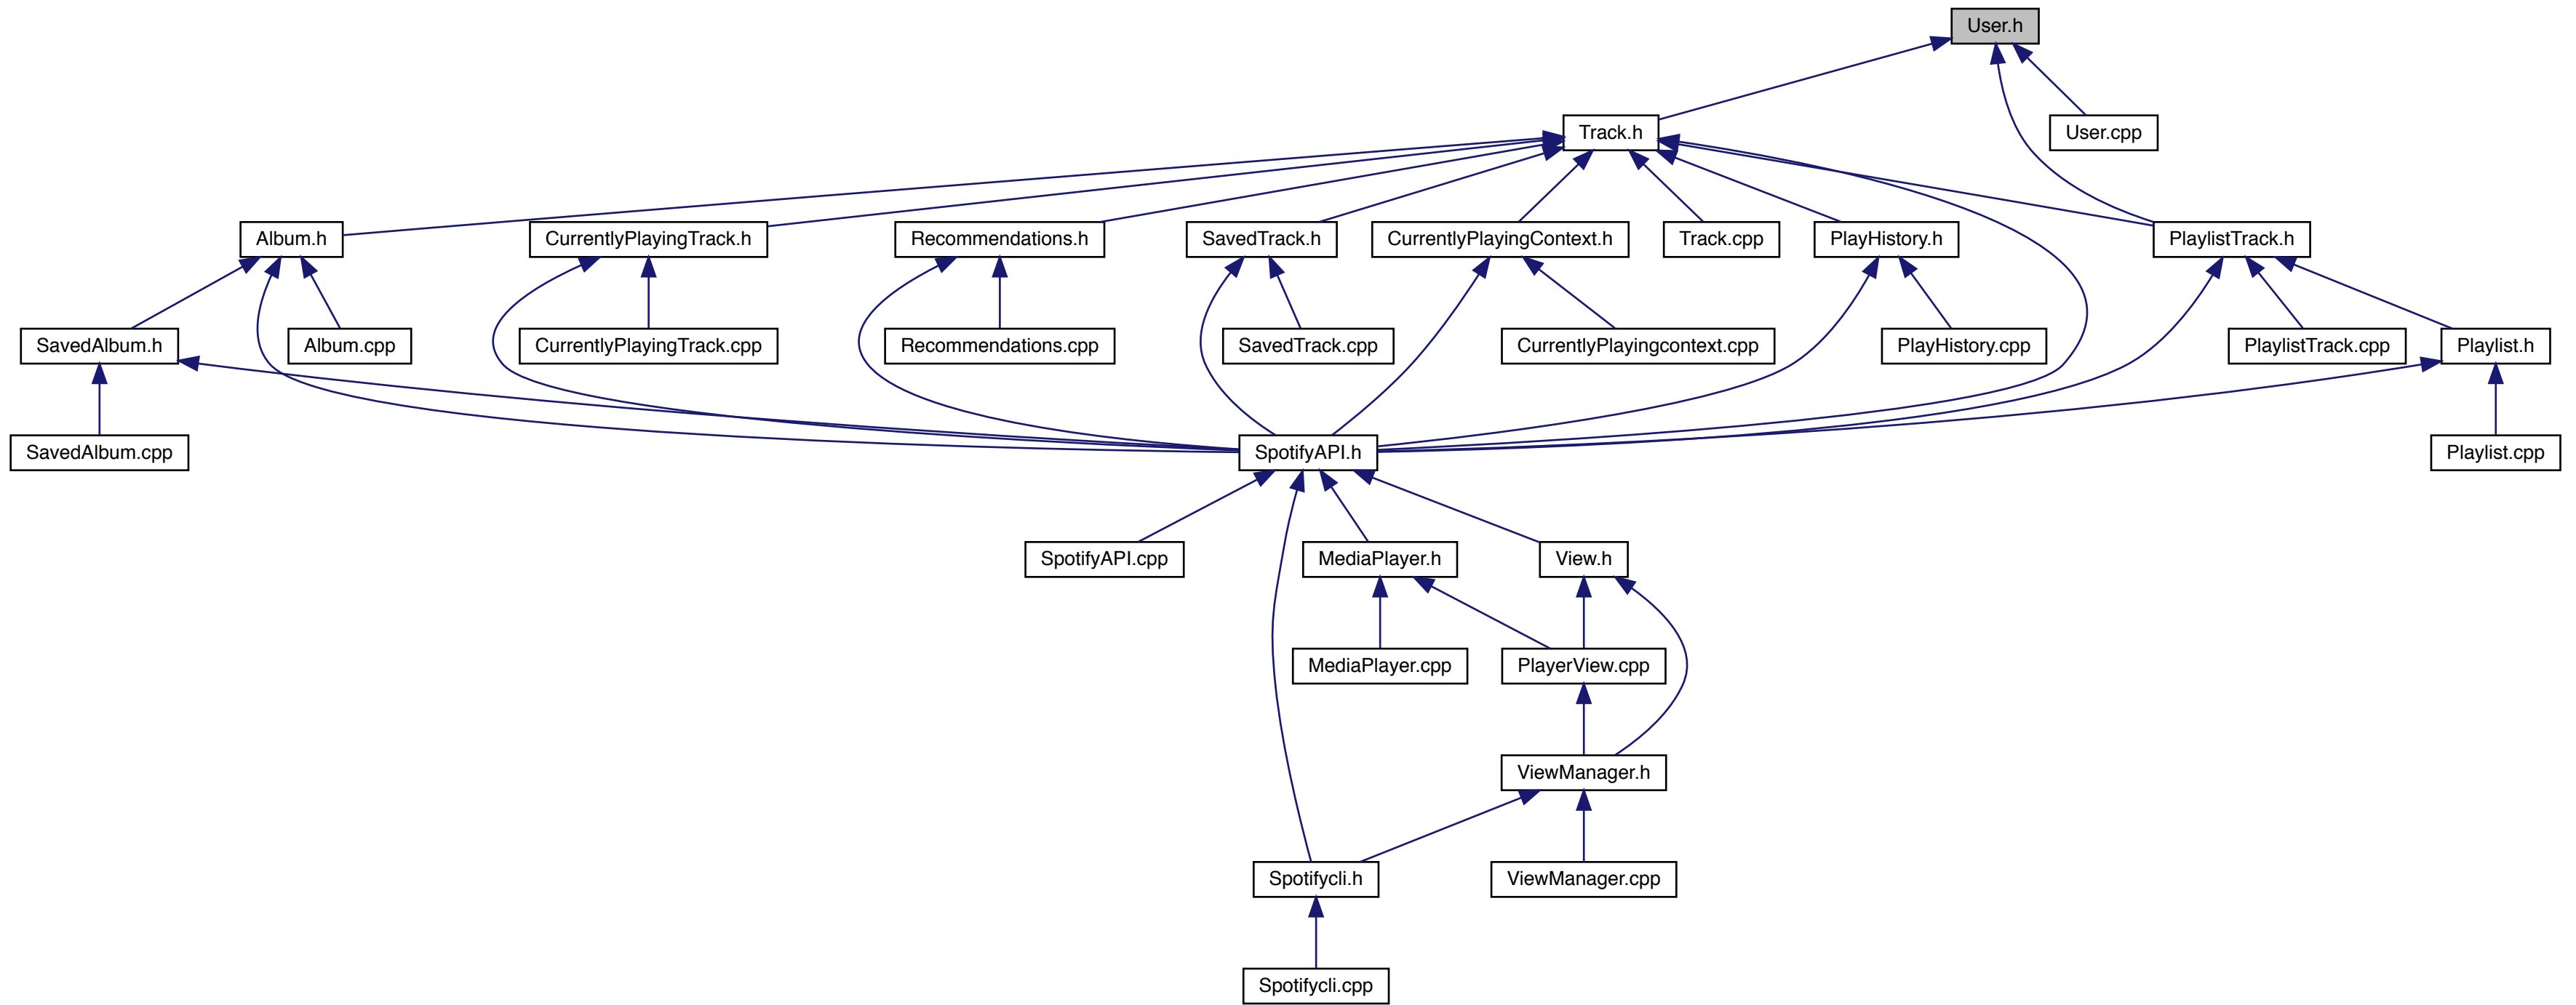 User.h
Track.h
User.cpp
Album.h
CurrentlyPlayingTrack.h
Recommendations.h
SavedTrack.h
CurrentlyPlayingContext.h
Track.cpp
PlayHistory.h
PlaylistTrack.h
SavedAlbum.h
Album.cpp
CurrentlyPlayingTrack.cpp
Recommendations.cpp
SavedTrack.cpp
CurrentlyPlayingcontext.cpp
PlayHistory.cpp
PlaylistTrack.cpp
Playlist.h
SavedAlbum.cpp
SpotifyAPI.h
Playlist.cpp
SpotifyAPI.cpp
MediaPlayer.h
View.h
MediaPlayer.cpp
PlayerView.cpp
ViewManager.h
Spotifycli.h
ViewManager.cpp
Spotifycli.cpp